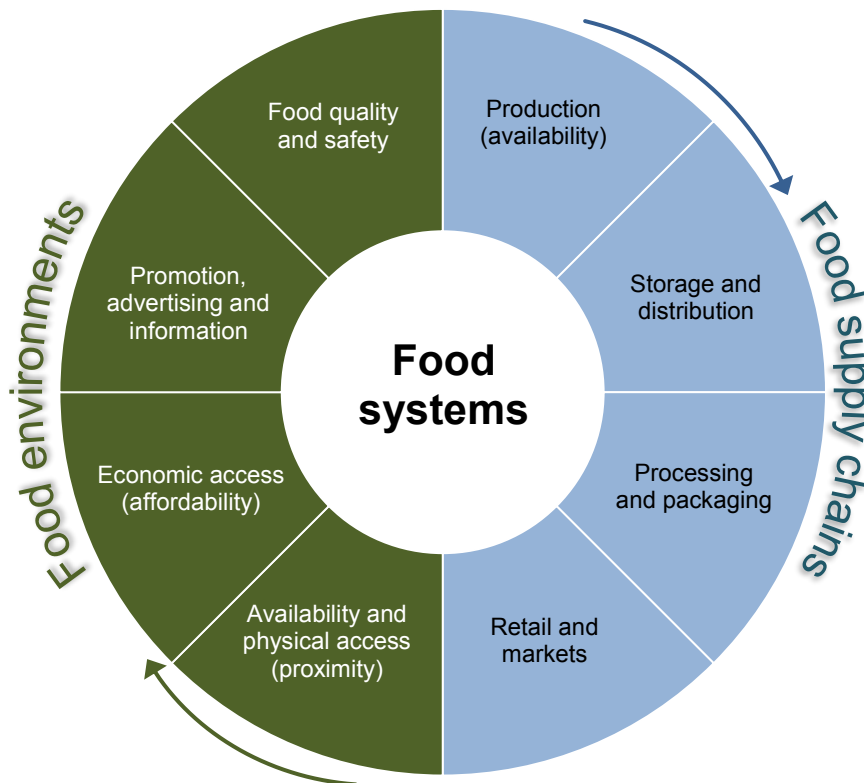 Food
systems
Production
(availability)
Storage and
distribution
Processing
and packaging
Retail and
markets
Availability and
physical access
(proximity)
Economic access
(affordability)
Promotion,
advertising and
information
Food quality
and safety
Food supply chains
Food environments